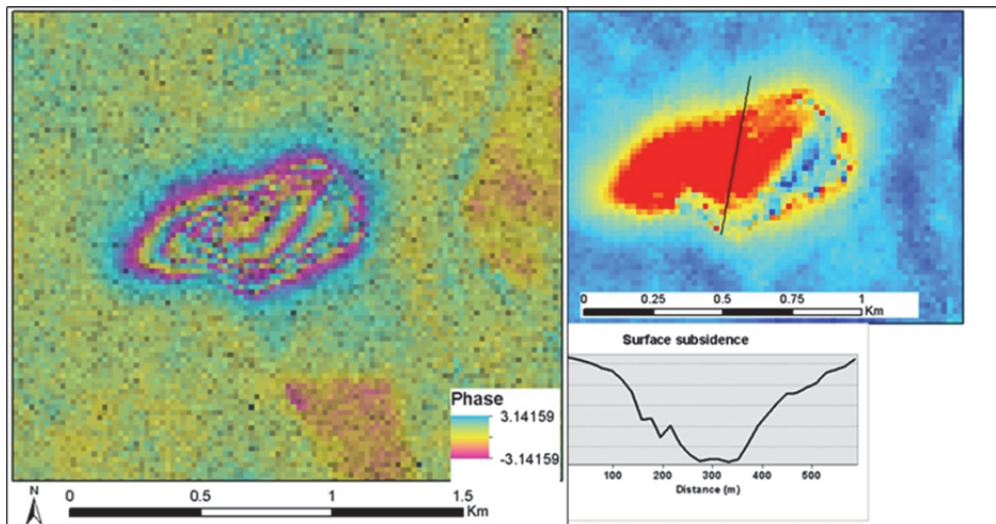 Phase
3.14159
-3.14159
N
0 0.5 1 1.5
Km
0 0.25 0.5 0.75 1
Km
Surface subsidence
100 200 300 400 500
Distance (m)